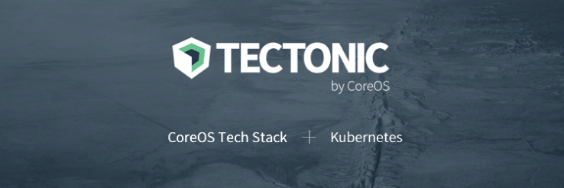 TECTONIC
by CoreOS
CoreOS Tech Stack + Kubernetes